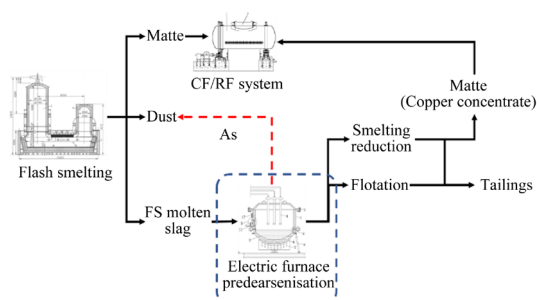 Matte
CF/RF system
Matte
(Copper concentrate)
Dust
As
Smelting
reduction
Flash smelting
Flotation
Tailings
FS molten
slag
Electric furnace
predearsenisation